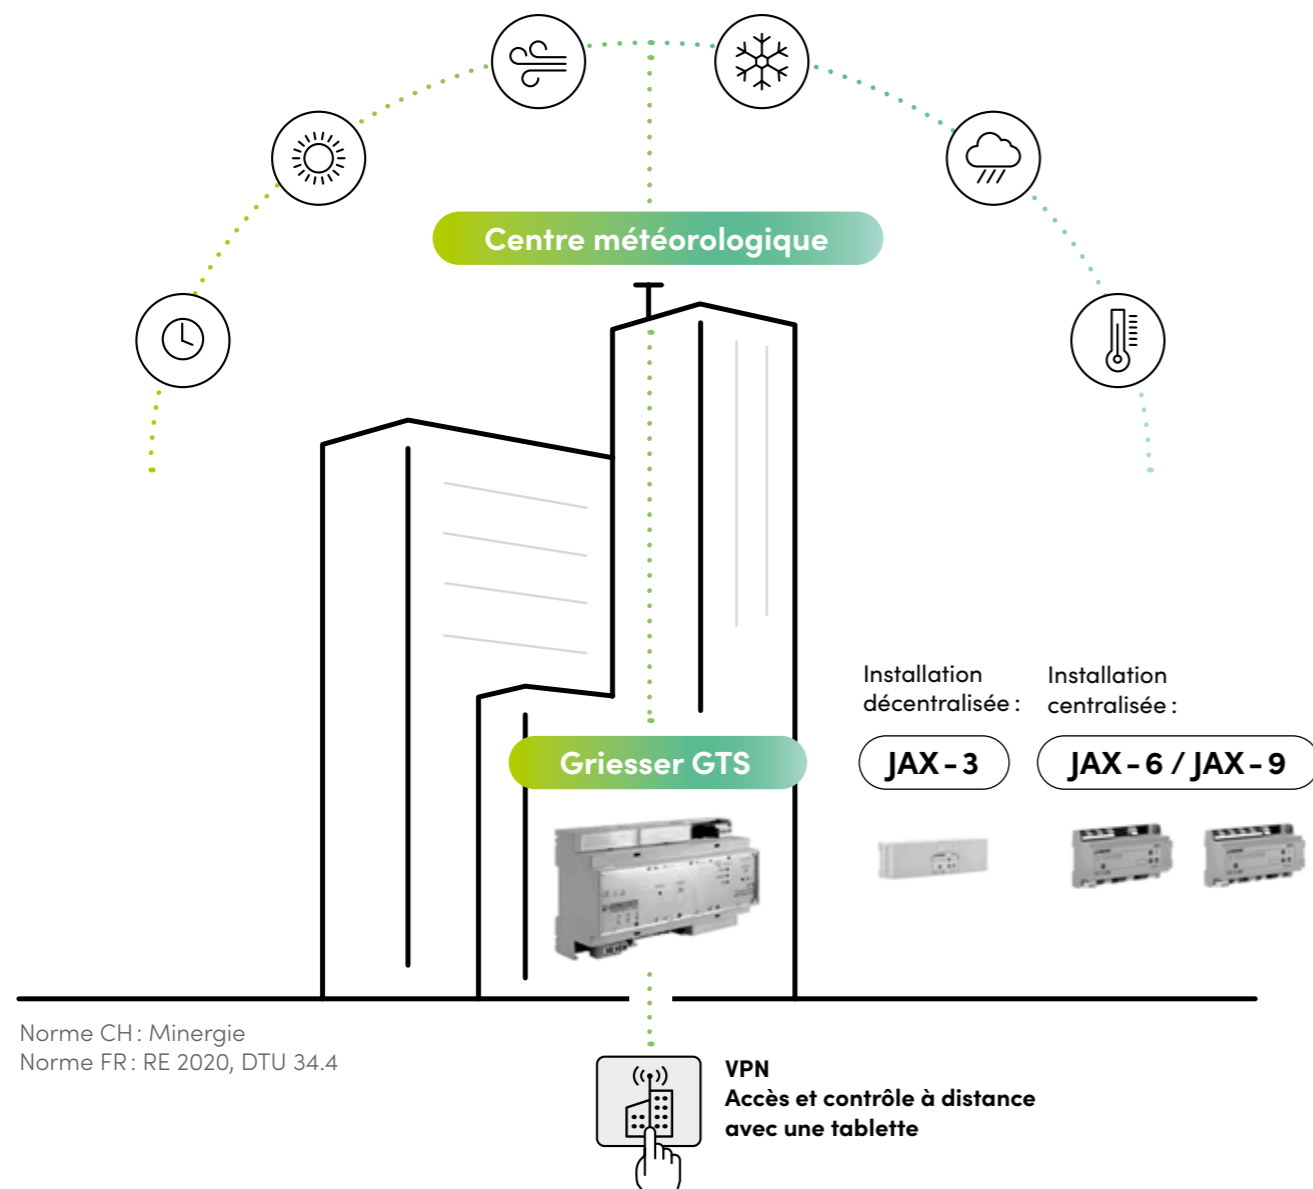 Centre météorologique
Installation
décentralisée :
Installation
centralisée :
Griesser GTS
JAX - 3
JAX - 6 / JAX - 9
Norme CH : Minergie
Norme FR : RE 2020, DTU 34.4
VPN
Accès et contrôle à distance
avec une tablette